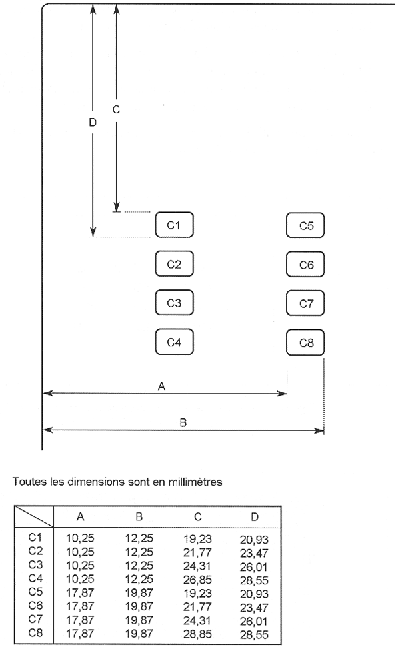 C
D
C1 C5
C2 C6
C3 C7
C4 C8
A
B
Toutes les dimensions sont en millimètres
A B C D
C1 10,25 12,25 19,23 20,93
C2 10,25 12,25 21,77 23,47
C3 10,25 12,25 24,31 26,01
C4 10,25 12,25 26,85 28,55
C5 17,87 19,87 19,23 20,93
C6 17,87 19,87 21,77 23,47
C7 17,87 19,87 24,31 26,01
C8 17,87 19,87 28,85 28,55